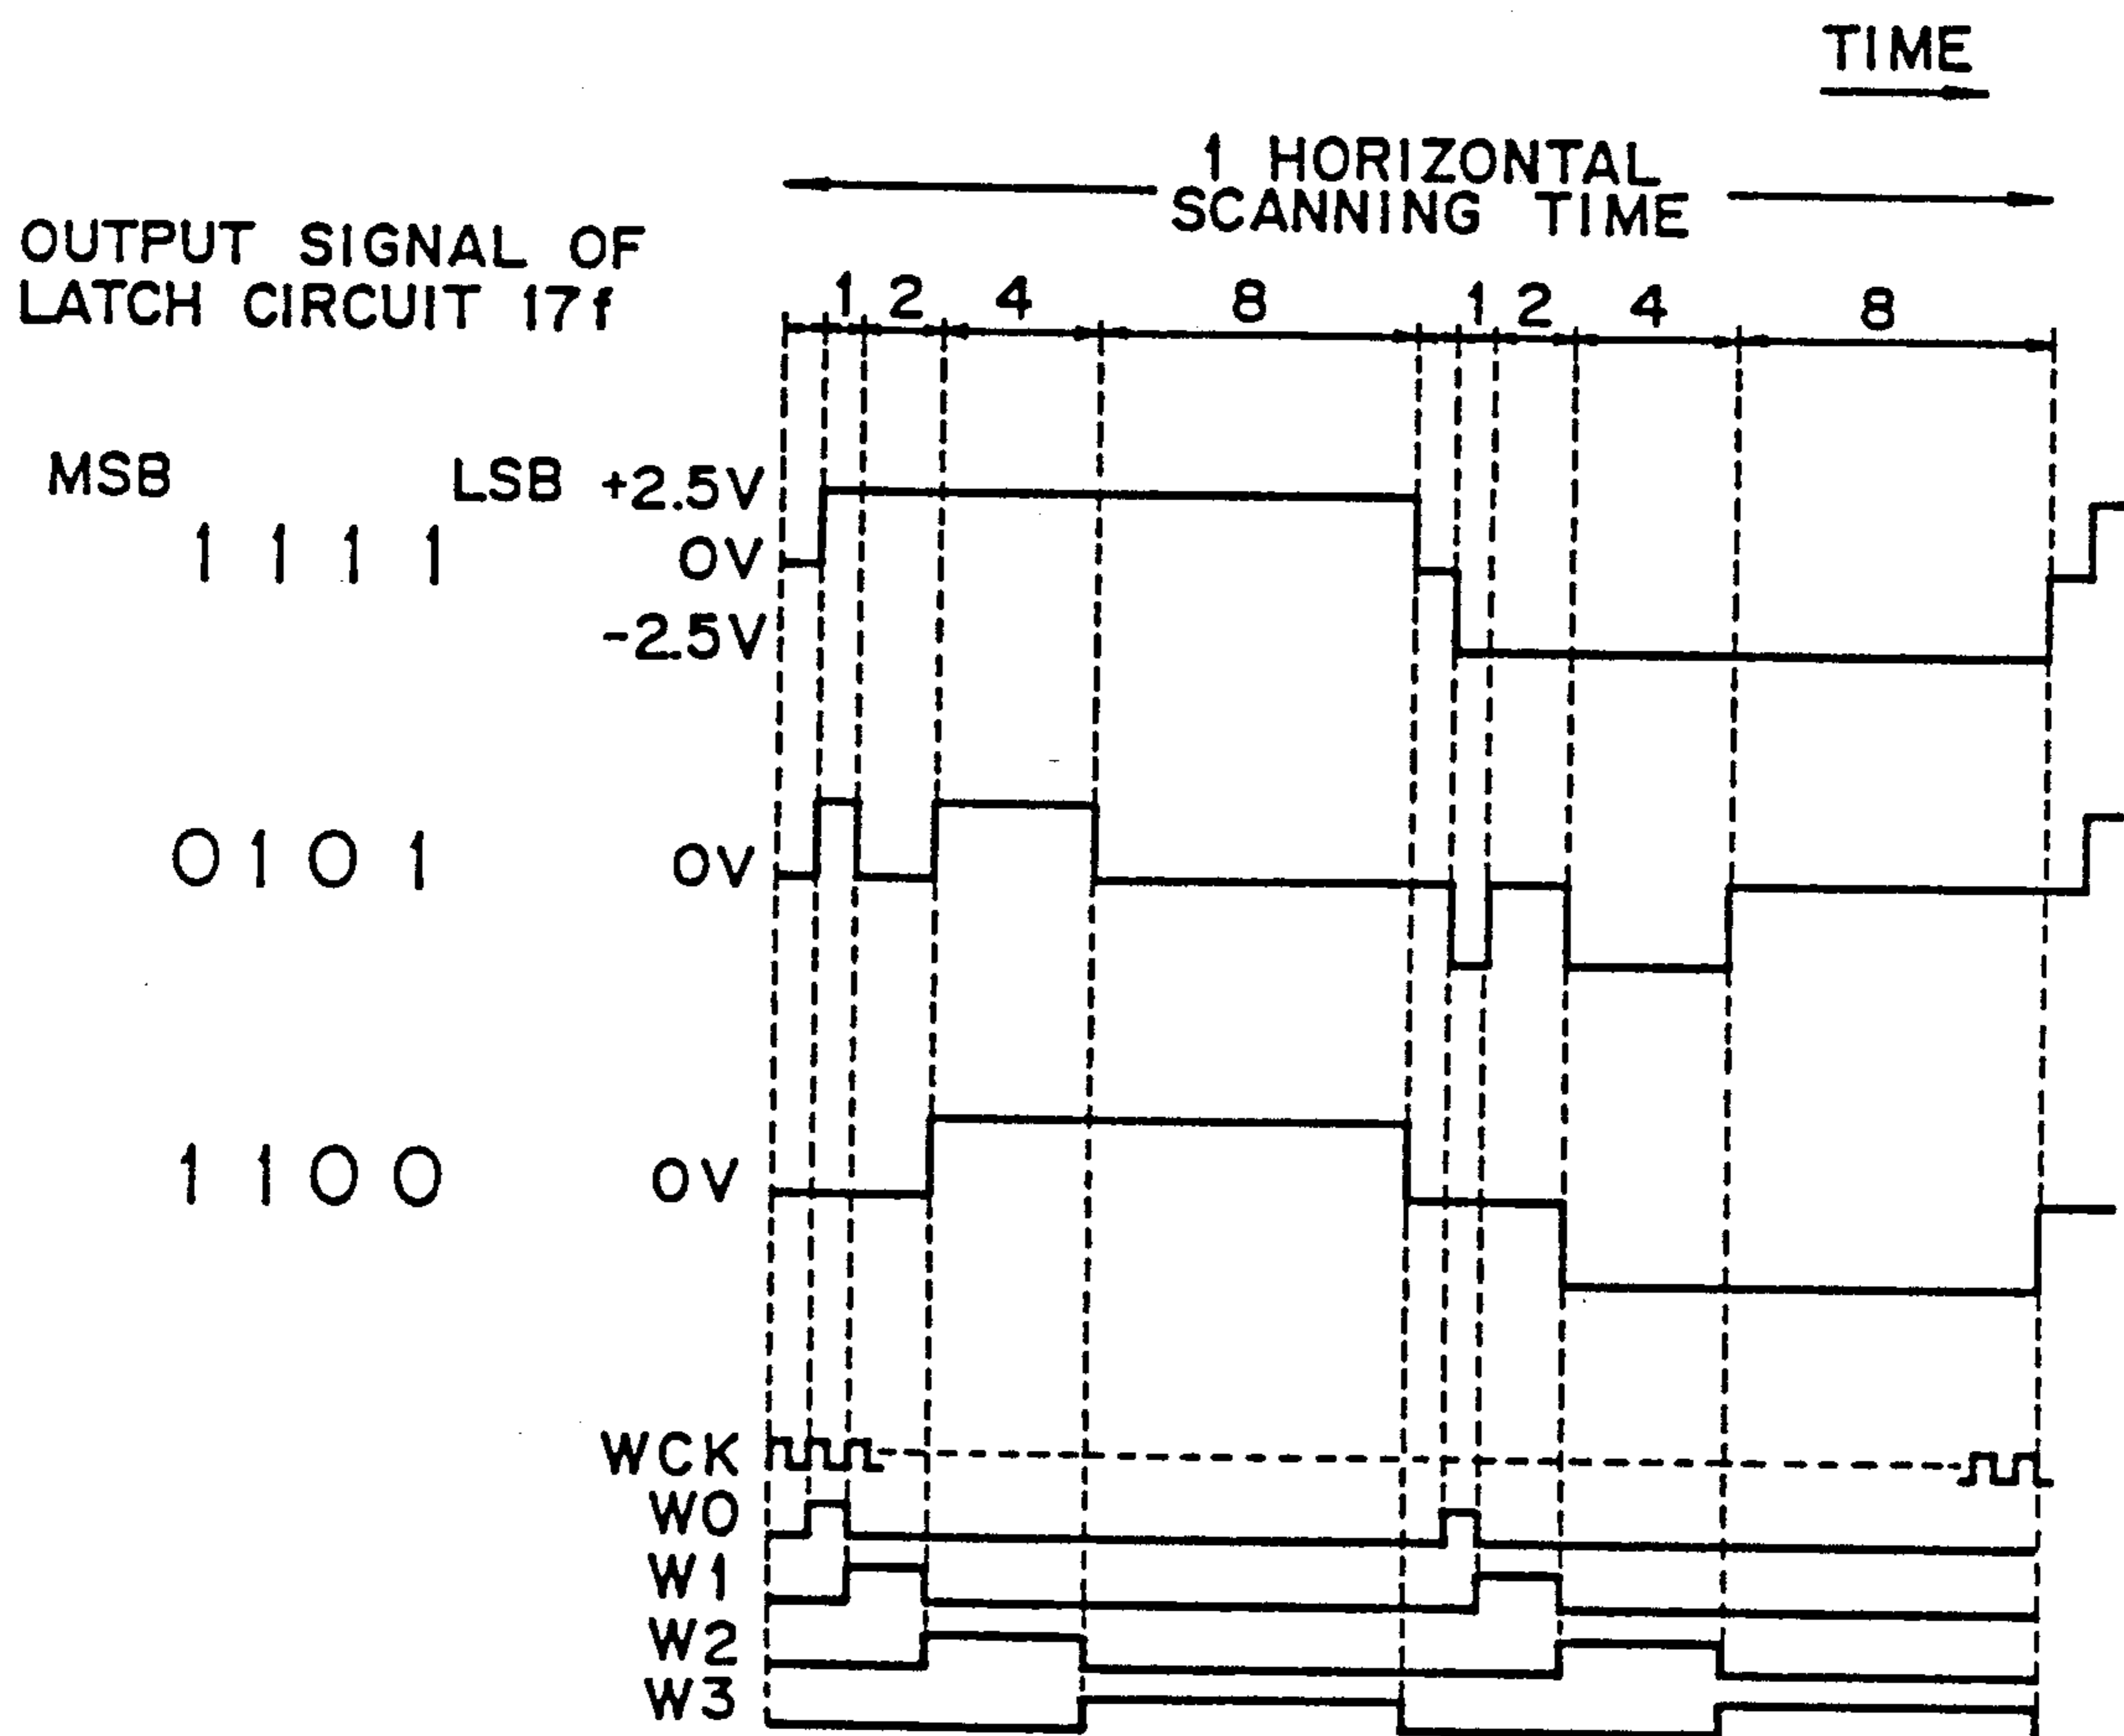 TIME
1 HORIZONTAL
SCANNING TIME
OUTPUT SIGNAL OF
LATCH CIRCUIT 17f
1 2 4 8 1 2 4 8
MSB LSB +2.5V
1 1 1 1 0V
-2.5V
0 1 0 1 0V
1 1 0 0 0V
WCK
W0
W1
W2
W3